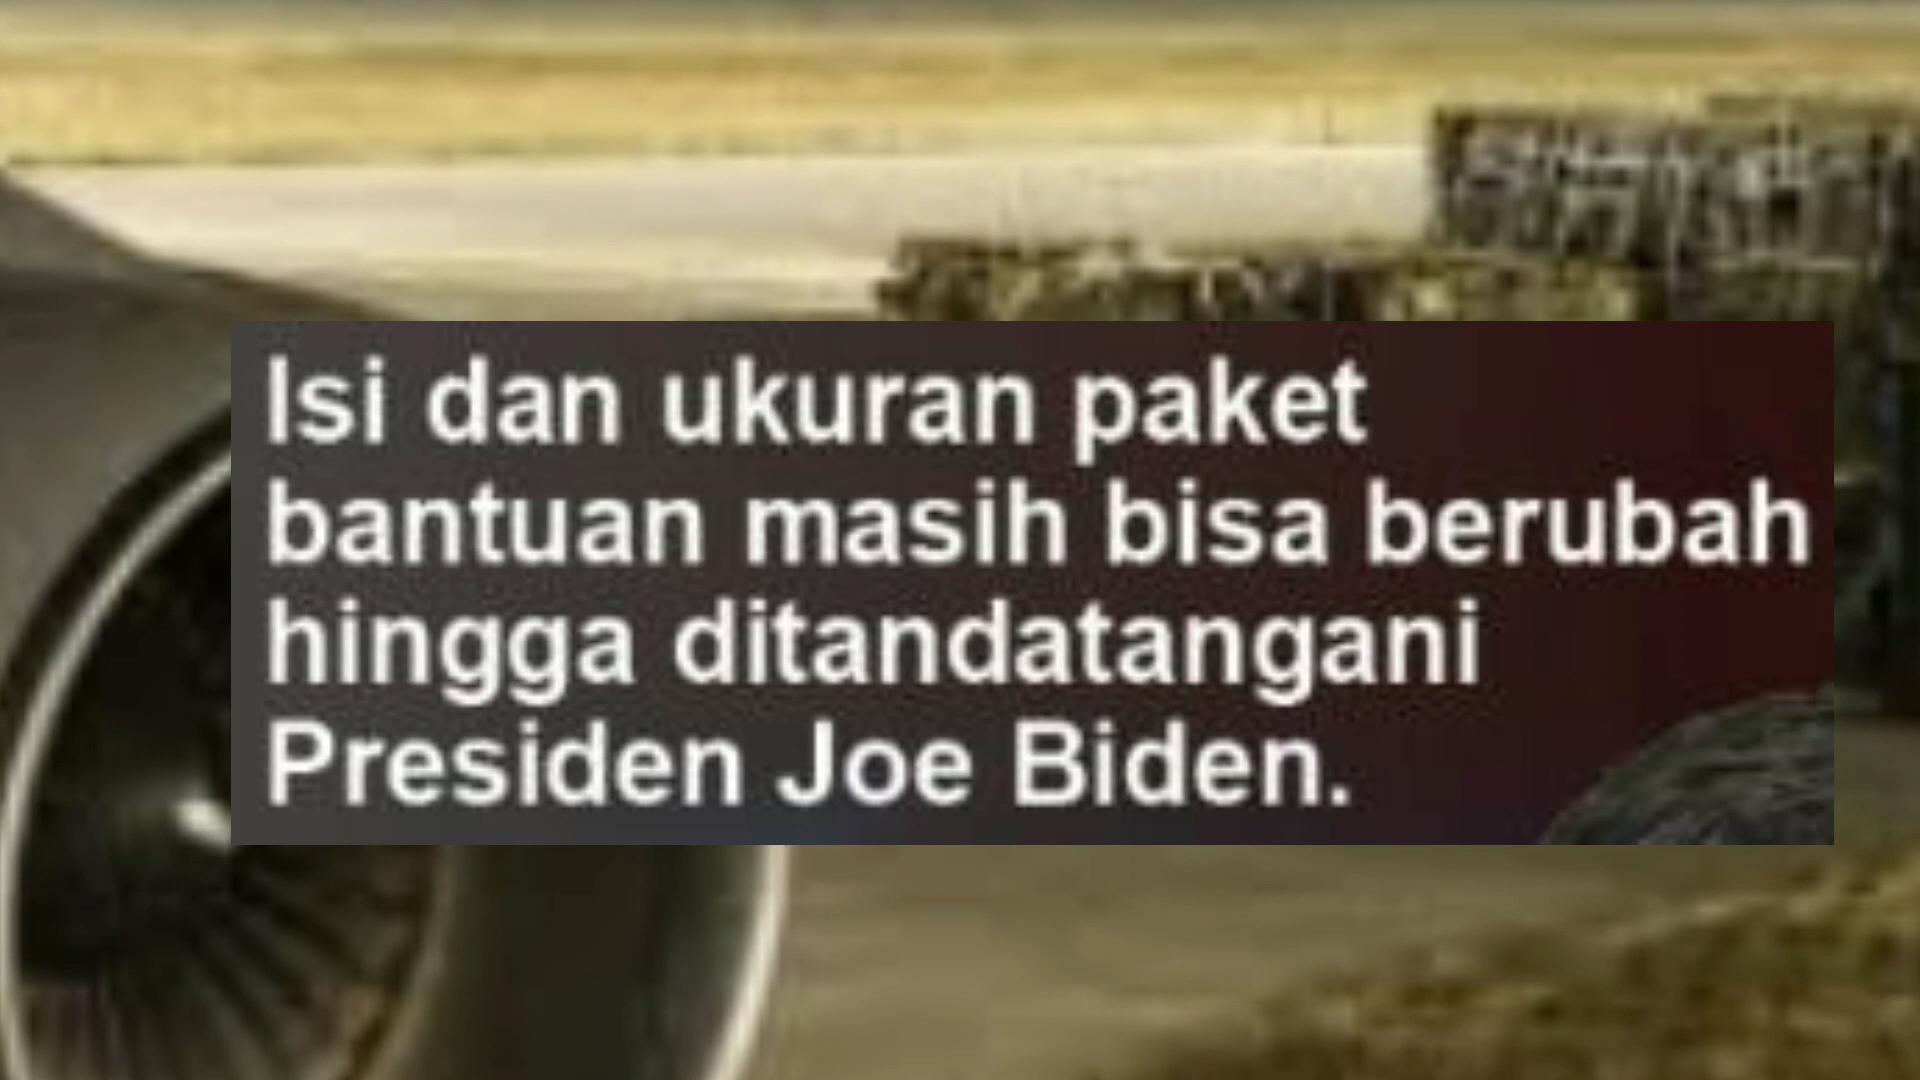 Isi dan ukuran paket
bantuan masih bisa berubah
hingga ditandatangani
Presiden Joe Biden.